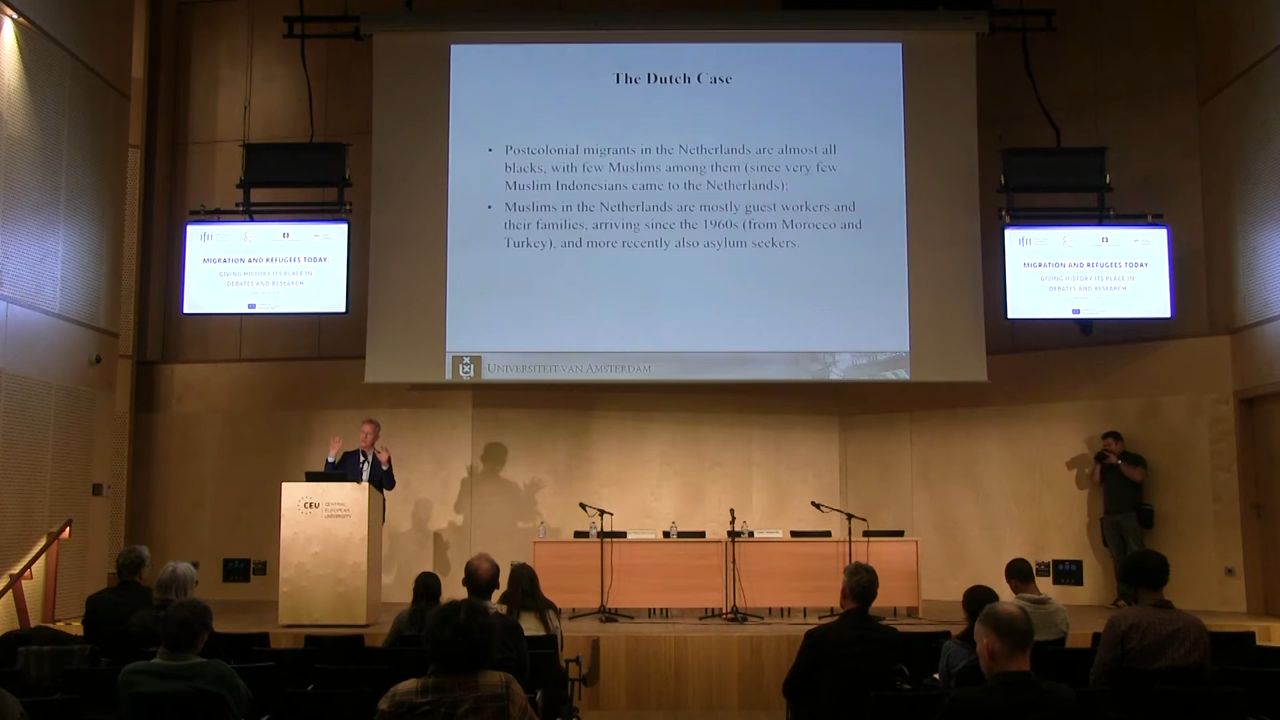 The Dutch Case
• Postcolonial migrants in the Netherlands are almost all
blacks, with few Muslims among them (since very few
Muslim Indonesians came to the Netherlands);
• Muslims in the Netherlands are mostly guest workers and
their families, arriving since the 1960s (from Morocco and
Turkey), and more recently also asylum seekers.
UNIVERSITEIT VAN AMSTERDAM
ifii
MIGRATION AND REFUGEES TODAY:
GIVING HISTORY ITS PLACE IN
DEBATES AND RESEARCH
MIGRATION AND REFUGEES TODAY:
GIVING HISTORY ITS PLACE IN
DEBATES AND RESEARCH
CEU
CENTRAL
EUROPEAN
UNIVERSITY